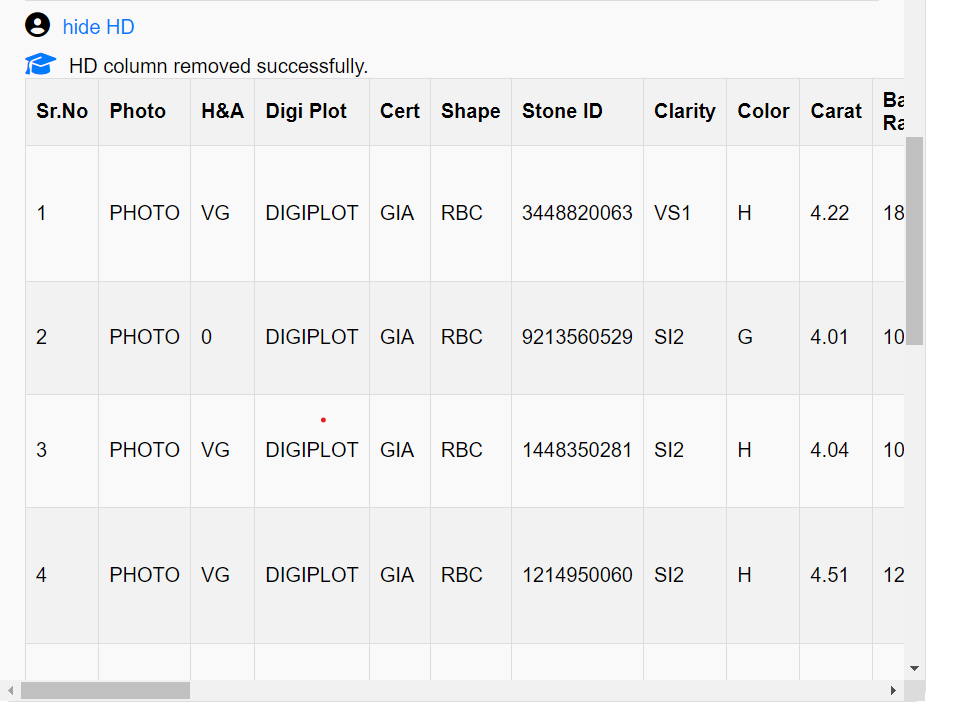 hide HD
HD column removed successfully.
Sr.No Photo H&A Digi Plot Cert Shape Stone ID Clarity Color Carat
1 PHOTO VG DIGIPLOT GIA RBC 3448820063 VS1 H 4.22 18
2 PHOTO 0 DIGIPLOT GIA RBC 9213560529 SI2 G 4.01 10
3 PHOTO VG DIGIPLOT GIA RBC 1448350281 SI2 H 4.04 10
4 PHOTO VG DIGIPLOT GIA RBC 1214950060 SI2 H 4.51 12